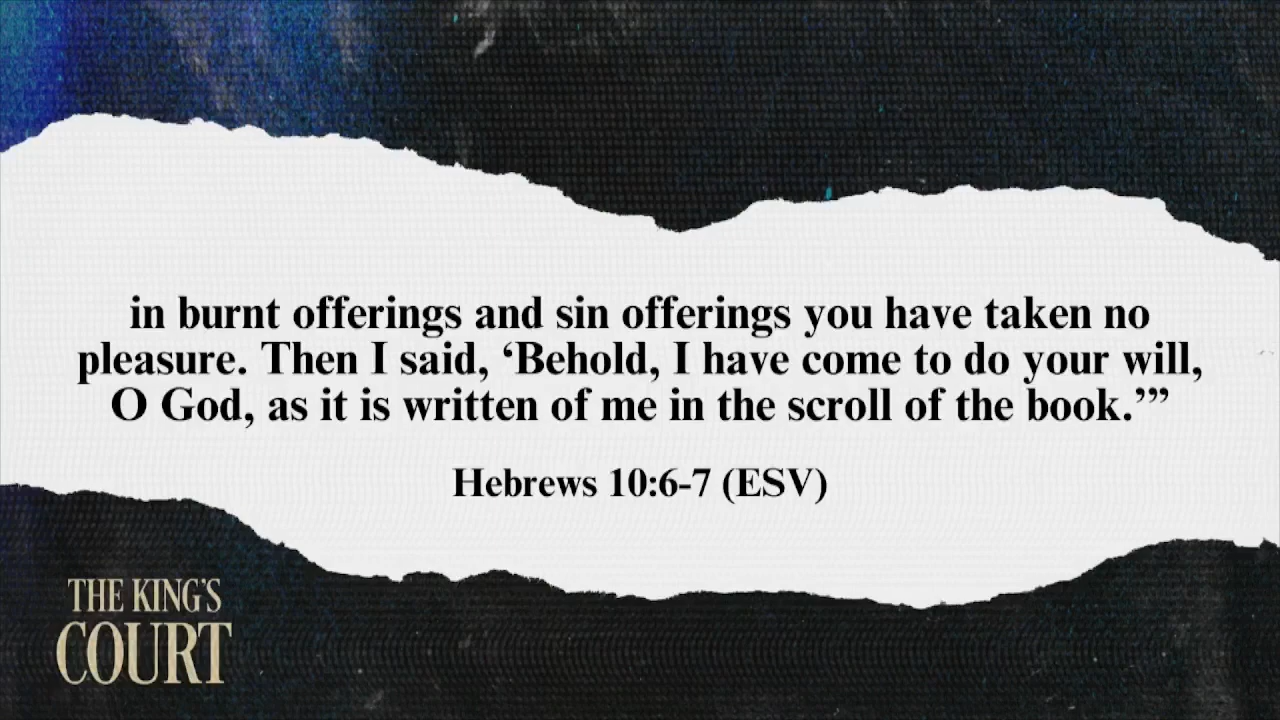 in burnt offerings and sin offerings you have taken no
pleasure. Then I said, ‘Behold, I have come to do your will,
O God, as it is written of me in the scroll of the book.’”
Hebrews 10:6-7 (ESV)
THE KING'S
COURT